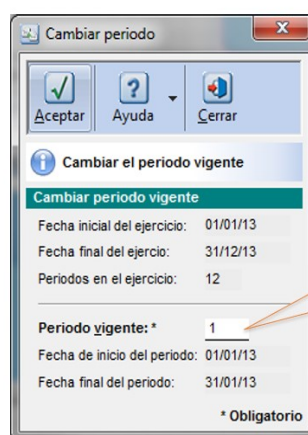 Cambiar periodo
Aceptar Ayuda Cerrar
Cambiar el periodo vigente
Cambiar periodo vigente
Fecha inicial del ejercicio: 01/01/13
Fecha final del ejercio: 31/12/13
Periodos en el ejercicio: 12
Periodo vigente: * 1
Fecha de inicio del periodo: 01/01/13
Fecha final del periodo: 31/01/13
* Obligatorio